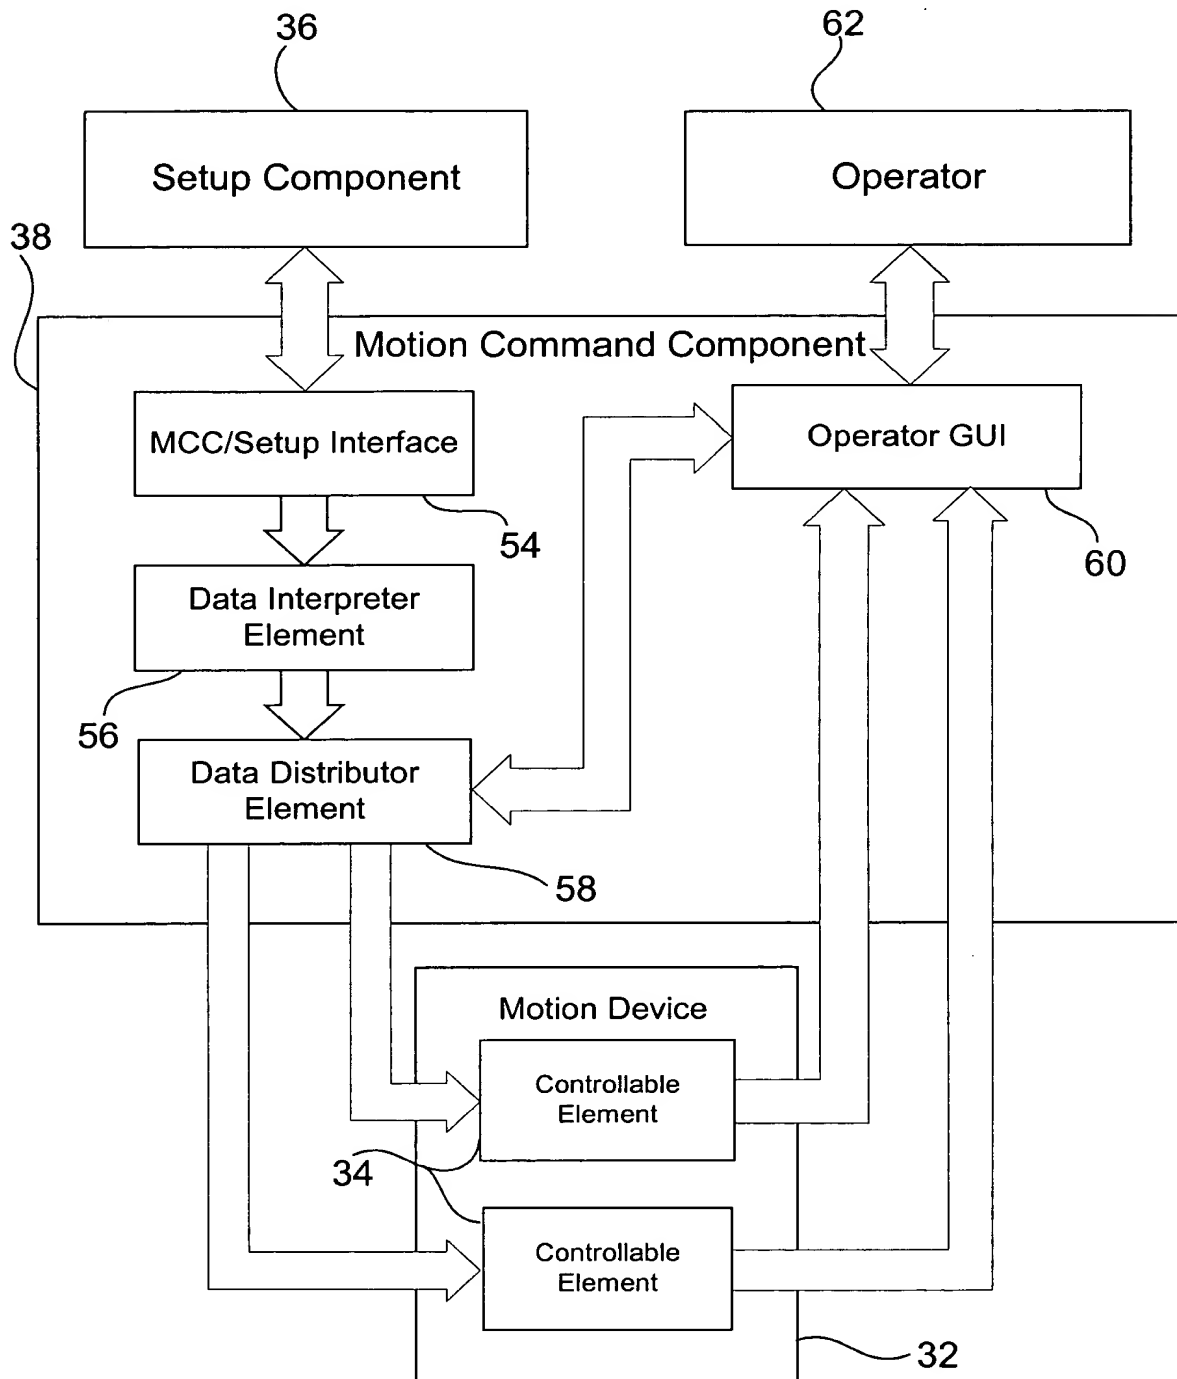 36
62
Setup Component
Operator
38
Motion Command Component
MCC/Setup Interface
Operator GUI
54
60
Data Interpreter
Element
56
Data Distributor
Element
58
Motion Device
Controllable
Element
34
Controllable
Element
32